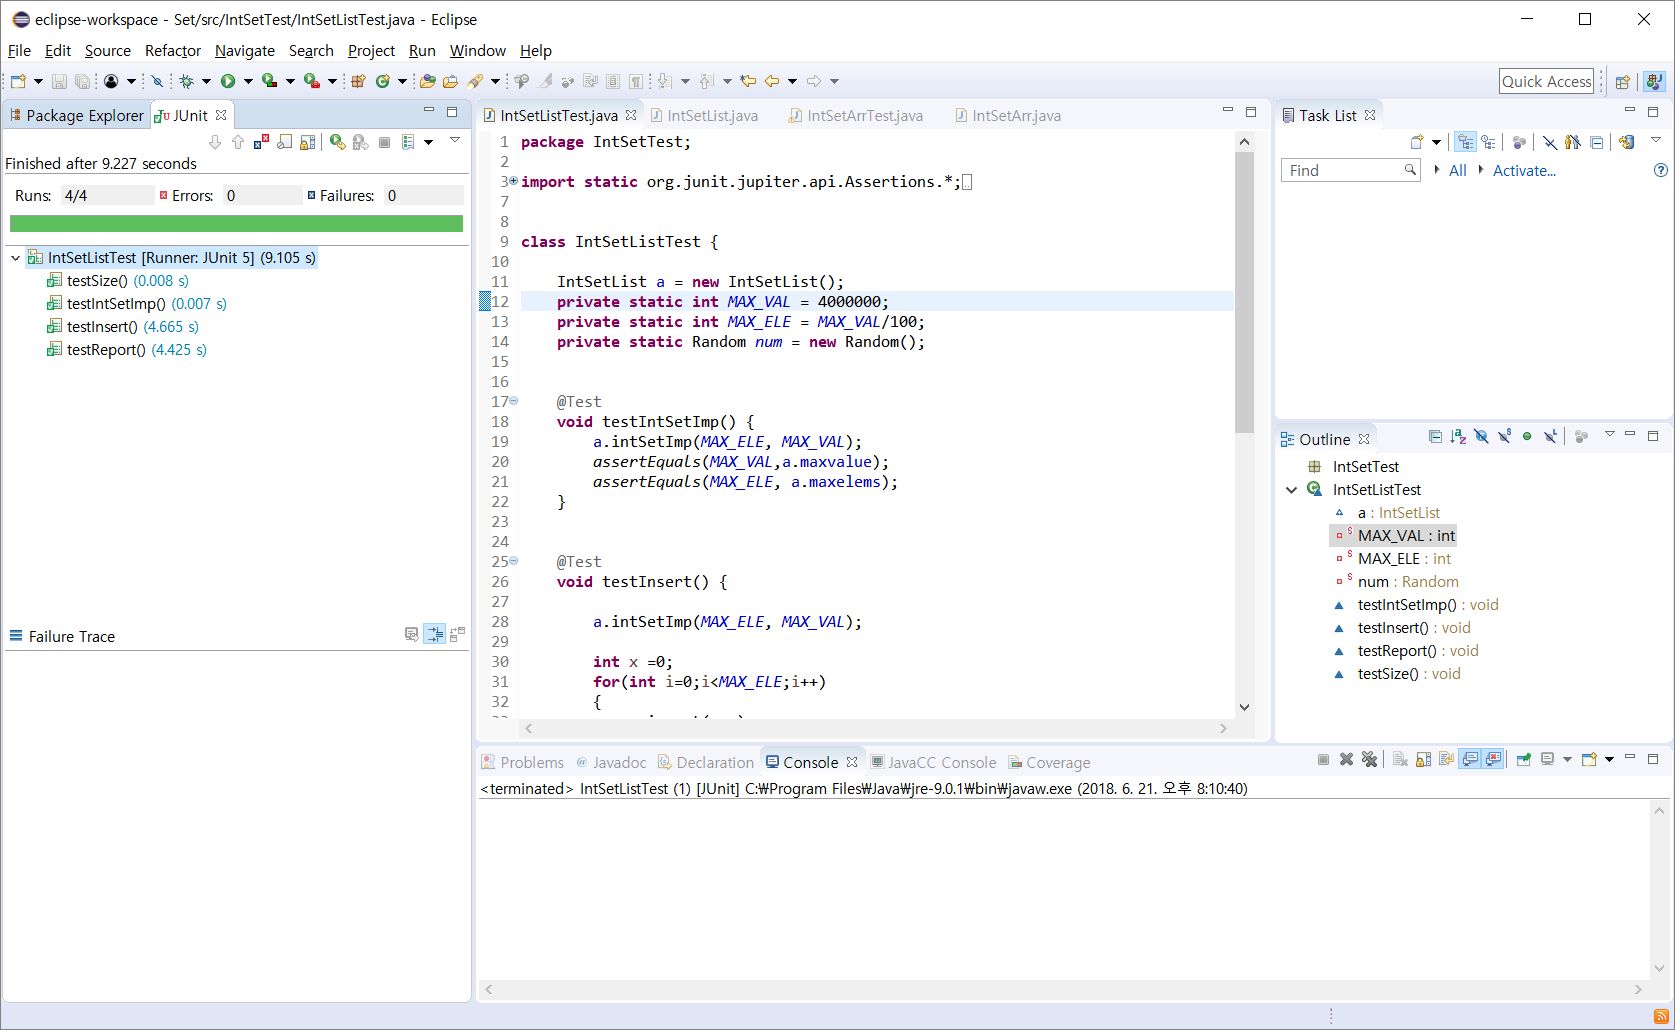 eclipse-workspace - Set/src/IntSetTest/IntSetListTest.java - Eclipse
File Edit Source Refactor Navigate Search Project Run Window Help
Quick Access
Package Explorer JUnit
Finished after 9.227 seconds
Runs: 4/4 Errors: 0 Failures: 0
IntSetListTest [Runner: JUnit 5] (9.105 s)
testSize() (0.008 s)
testIntSetImp() (0.007 s)
testInsert() (4.665 s)
testReport() (4.425 s)
Failure Trace
IntSetListTest.java IntSetList.java IntSetArrTest.java IntSetArr.java
1 package IntSetTest;
2
3 import static org.junit.jupiter.api.Assertions.*;
7
8
9 class IntSetListTest {
10
11 IntSetList a = new IntSetList();
12 private static int MAX_VAL = 4000000;
13 private static int MAX_ELE = MAX_VAL/100;
14 private static Random num = new Random();
15
16
17 @Test
18 void testIntSetImp() {
19 a.intSetImp(MAX_ELE, MAX_VAL);
20 assertEquals(MAX_VAL,a.maxvalue);
21 assertEquals(MAX_ELE, a.maxelems);
22 }
23
24
25 @Test
26 void testInsert() {
27
28 a.intSetImp(MAX_ELE, MAX_VAL);
29
30 int x =0;
31 for(int i=0;i<MAX_ELE;i++)
32 {
Task List
Find All Activate...
Outline
IntSetTest
IntSetListTest
a : IntSetList
MAX_VAL : int
MAX_ELE : int
num : Random
testIntSetImp() : void
testInsert() : void
testReport() : void
testSize() : void
Problems Javadoc Declaration Console JavaCC Console Coverage
<terminated> IntSetListTest (1) [JUnit] C:₩Program Files₩Java₩jre-9.0.1₩bin₩javaw.exe (2018. 6. 21. 오후 8:10:40)